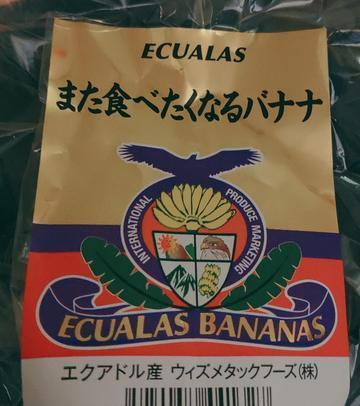 ECUALAS
また食べたくなるバナナ
INTERNATIONAL
PRODUCE MARKETING
ECUALAS BANANAS
エクアドル産 ウィズメタックフーズ(株)